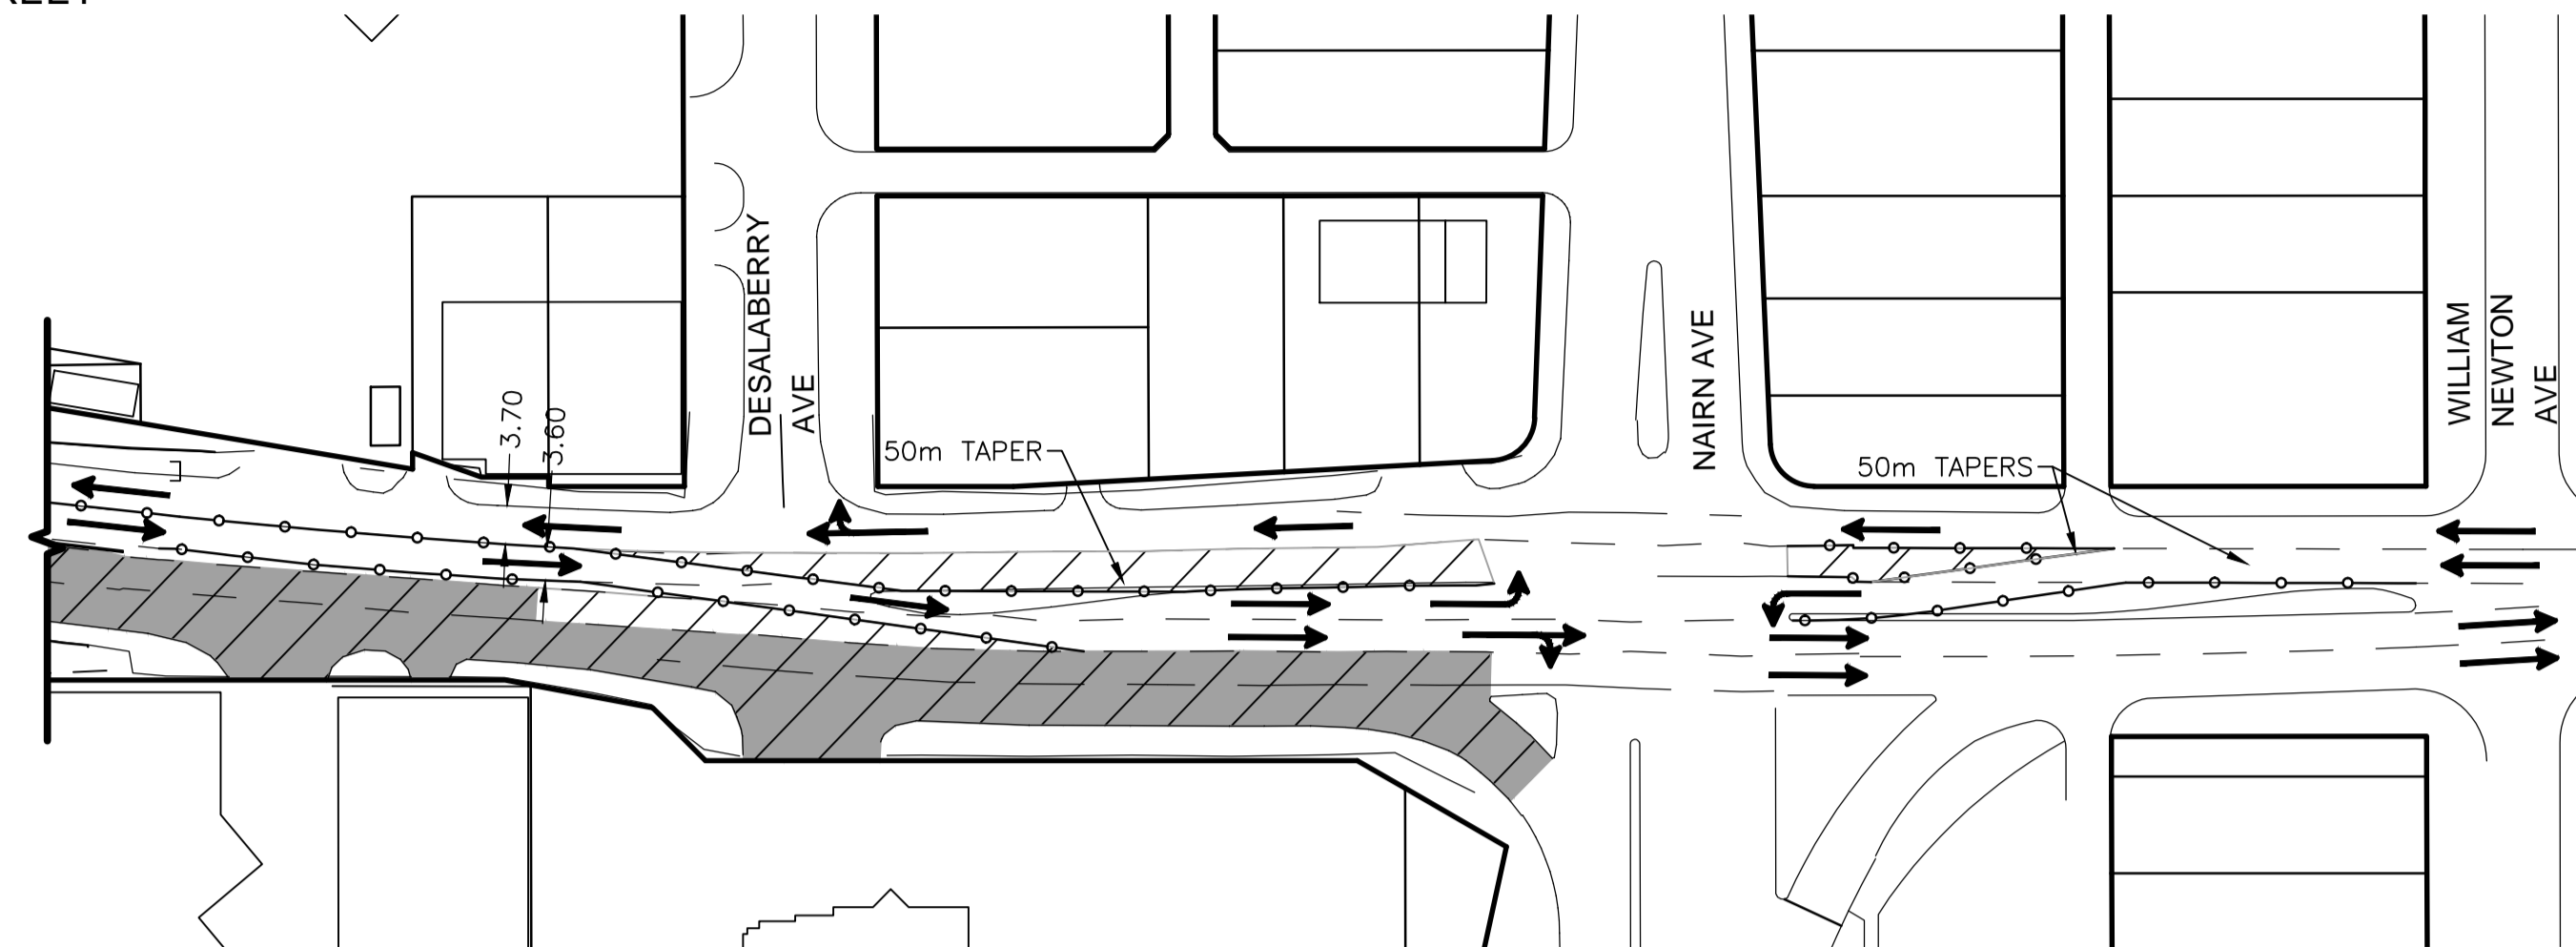 DESALABERRY
AVE
3.70
3.60
50m TAPER
NAIRN AVE
50m TAPERS
WILLIAM
NEWTON
AVE